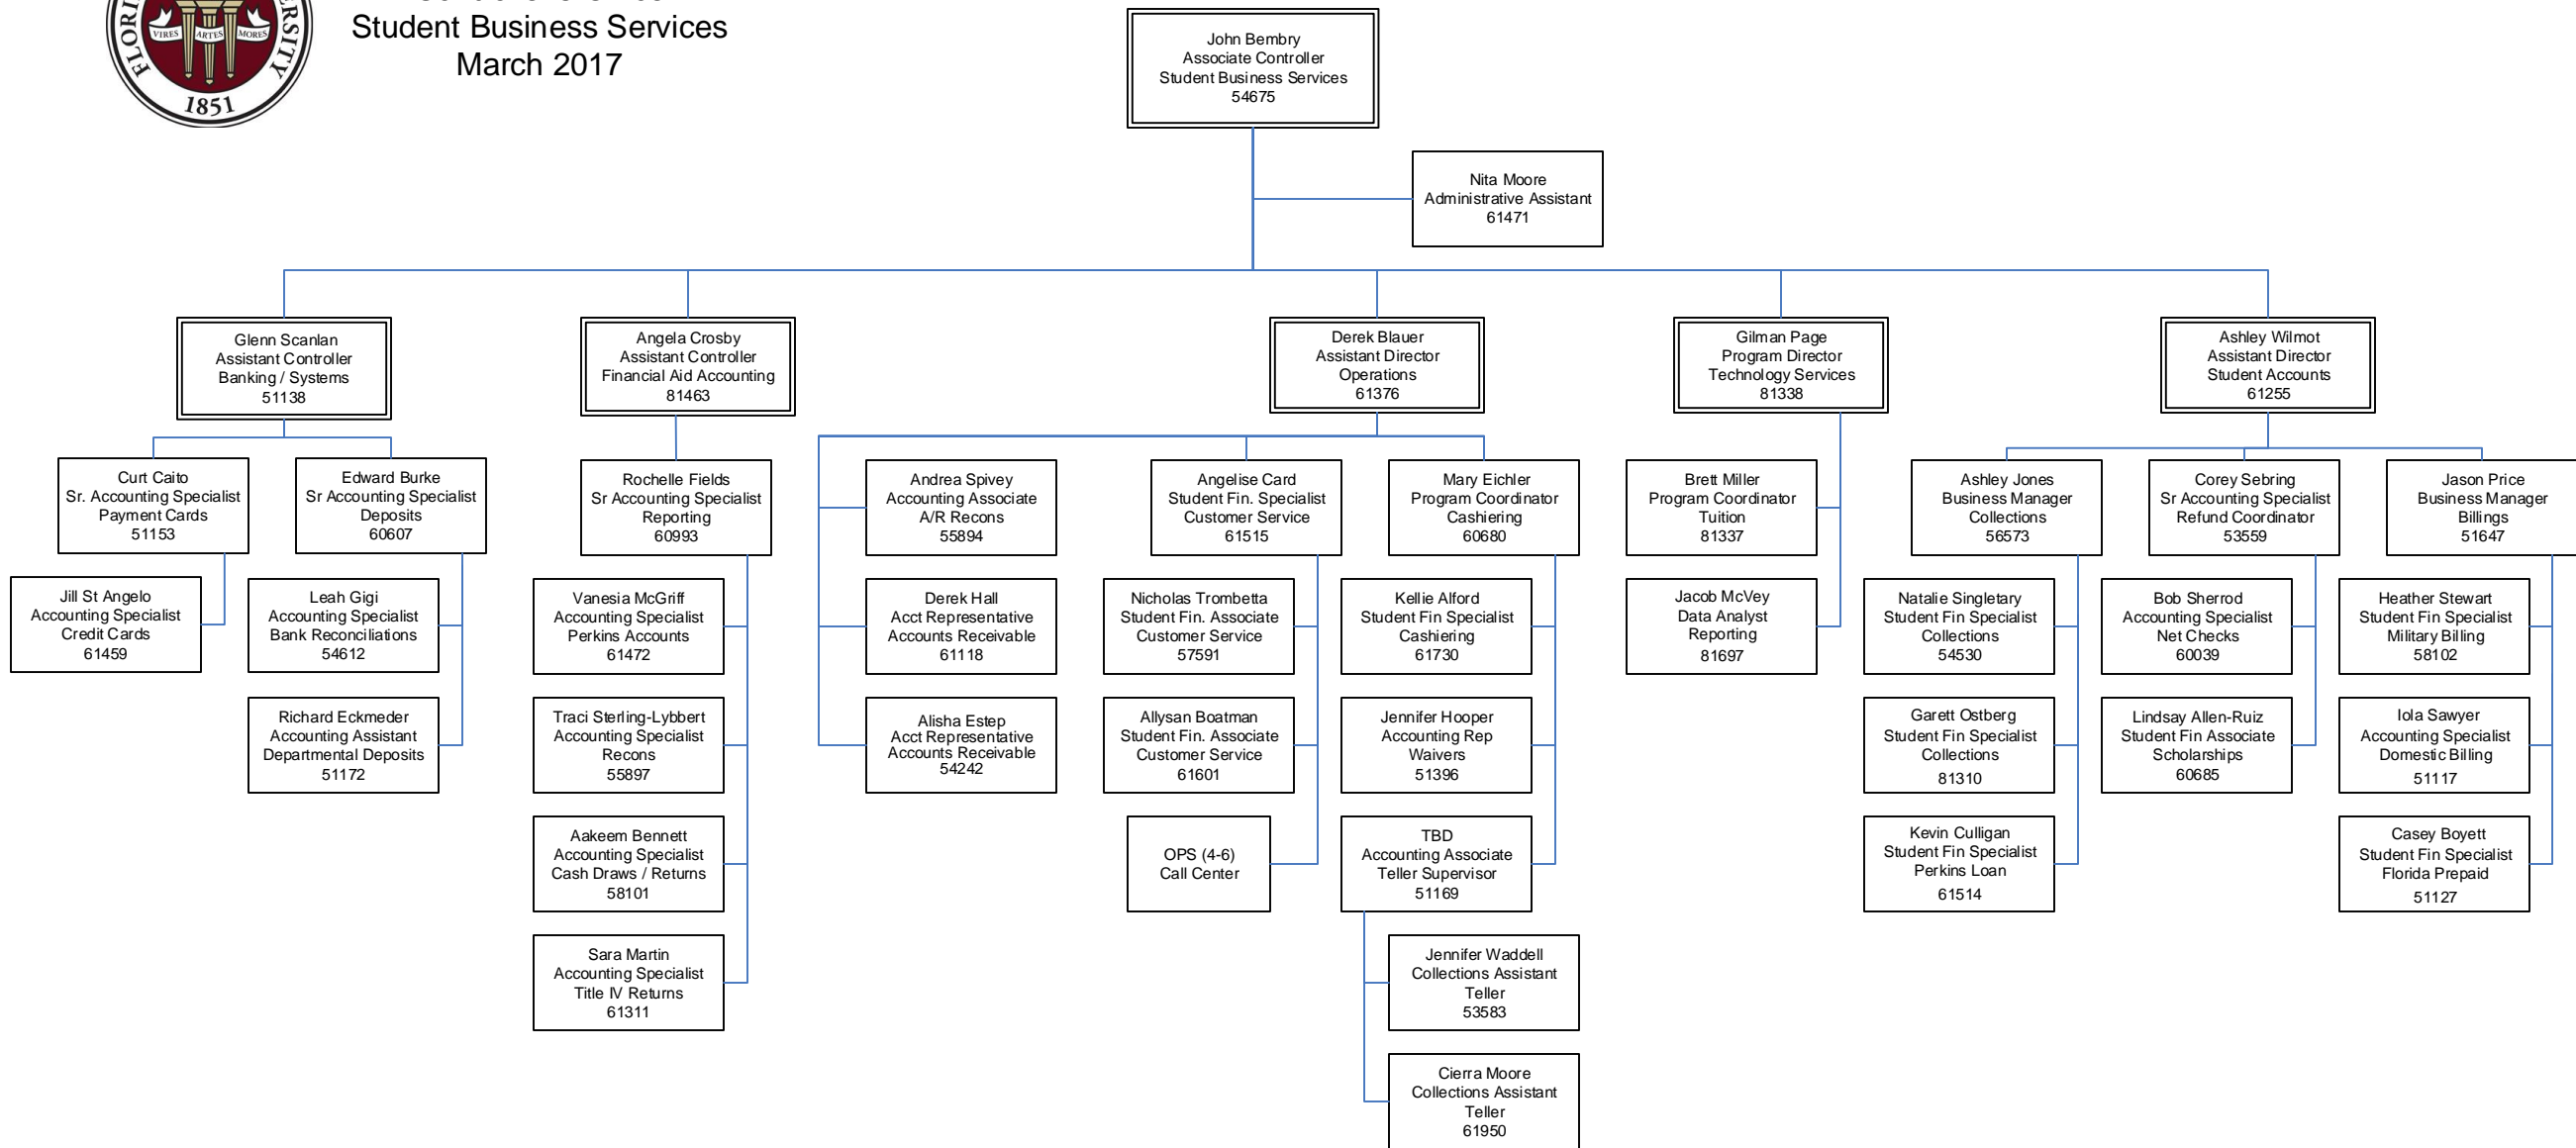 FLORI
ERSITY
VIRES ARTES MORES
1851
Student Business Services
March 2017
John Bembry
Associate Controller
Student Business Services
54675
Nita Moore
Administrative Assistant
61471
Glenn Scanlan
Assistant Controller
Banking / Systems
51138
Angela Crosby
Assistant Controller
Financial Aid Accounting
81463
Derek Blauer
Assistant Director
Operations
61376
Gilman Page
Program Director
Technology Services
81338
Ashley Wilmot
Assistant Director
Student Accounts
61255
Curt Caito
Sr. Accounting Specialist
Payment Cards
51153
Edward Burke
Sr Accounting Specialist
Deposits
60607
Rochelle Fields
Sr Accounting Specialist
Reporting
60993
Andrea Spivey
Accounting Associate
A/R Recons
55894
Angelise Card
Student Fin. Specialist
Customer Service
61515
Mary Eichler
Program Coordinator
Cashiering
60680
Brett Miller
Program Coordinator
Tuition
81337
Ashley Jones
Business Manager
Collections
56573
Corey Sebring
Sr Accounting Specialist
Refund Coordinator
53559
Jason Price
Business Manager
Billings
51647
Jill St Angelo
Accounting Specialist
Credit Cards
61459
Leah Gigi
Accounting Specialist
Bank Reconciliations
54612
Vanesia McGriff
Accounting Specialist
Perkins Accounts
61472
Derek Hall
Acct Representative
Accounts Receivable
61118
Nicholas Trombetta
Student Fin. Associate
Customer Service
57591
Kellie Alford
Student Fin Specialist
Cashiering
61730
Jacob McVey
Data Analyst
Reporting
81697
Natalie Singletary
Student Fin Specialist
Collections
54530
Bob Sherrod
Accounting Specialist
Net Checks
60039
Heather Stewart
Student Fin Specialist
Military Billing
58102
Richard Eckmeder
Accounting Assistant
Departmental Deposits
51172
Traci Sterling-Lybbert
Accounting Specialist
Recons
55897
Alisha Estep
Acct Representative
Accounts Receivable
54242
Allysan Boatman
Student Fin. Associate
Customer Service
61601
Jennifer Hooper
Accounting Rep
Waivers
51396
Garett Ostberg
Student Fin Specialist
Collections
81310
Lindsay Allen-Ruiz
Student Fin Associate
Scholarships
60685
Iola Sawyer
Accounting Specialist
Domestic Billing
51117
Aakeem Bennett
Accounting Specialist
Cash Draws / Returns
58101
OPS (4-6)
Call Center
TBD
Accounting Associate
Teller Supervisor
51169
Kevin Culligan
Student Fin Specialist
Perkins Loan
61514
Casey Boyett
Student Fin Specialist
Florida Prepaid
51127
Sara Martin
Accounting Specialist
Title IV Returns
61311
Jennifer Waddell
Collections Assistant
Teller
53583
Cierra Moore
Collections Assistant
Teller
61950